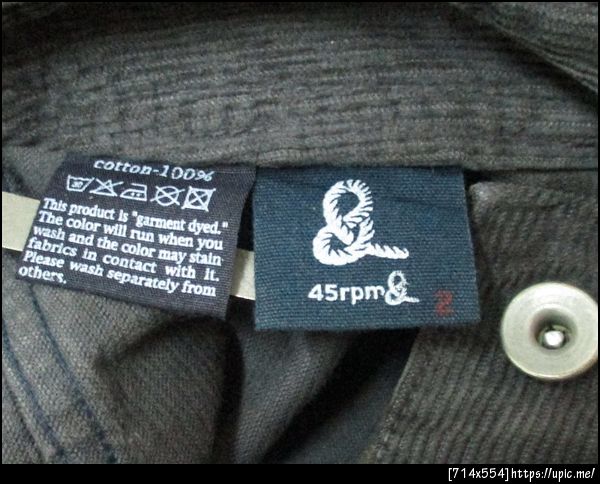 cotton-100%
This product is "garment dyed."
The color will run when you
wash and the color may stain
fabrics in contact with it.
Please wash separately from
others.
&
45rpm&
2
[714x554]https://upic.me/